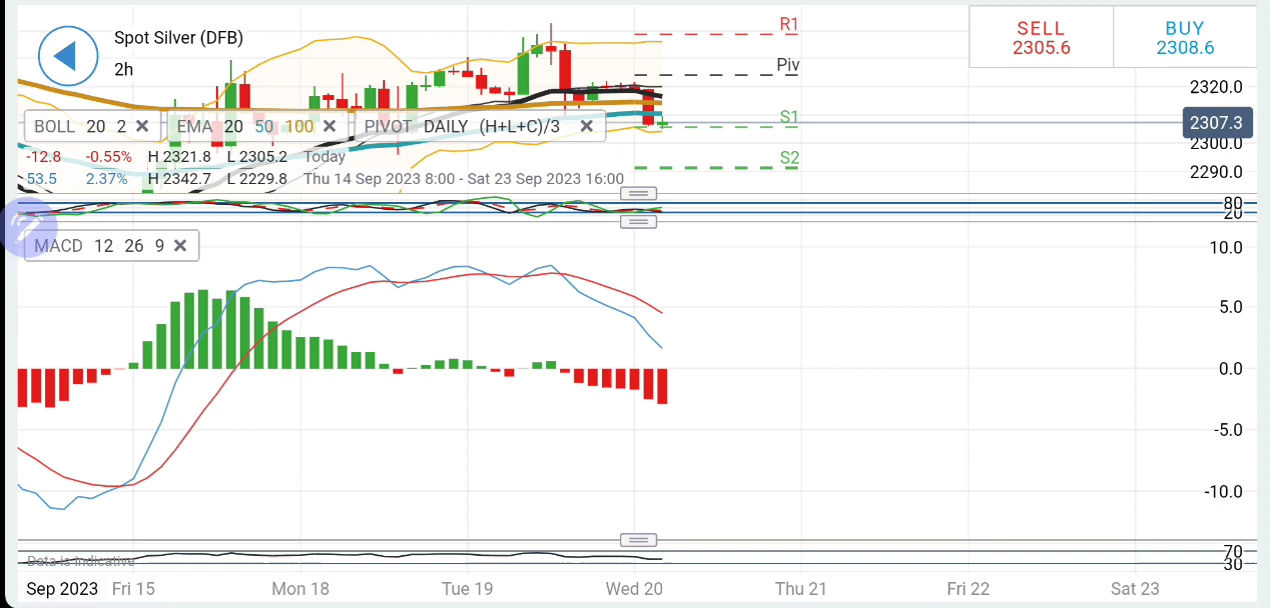 Spot Silver (DFB)
2h
R1
Piv
S1
S2
SELL
2305.6
BUY
2308.6
2320.0
2307.3
2300.0
2290.0
BOLL 20 2
EMA 20 50 100
PIVOT DAILY (H+L+C)/3
-12.8 -0.55% H 2321.8 L 2305.2 Today
53.5 2.37% H 2342.7 L 2229.8 Thu 14 Sep 2023 8:00 - Sat 23 Sep 2023 16:00
80
20
MACD 12 26 9
10.0
5.0
0.0
-5.0
-10.0
Data is indicative
70
30
Sep 2023 Fri 15 Mon 18 Tue 19 Wed 20 Thu 21 Fri 22 Sat 23